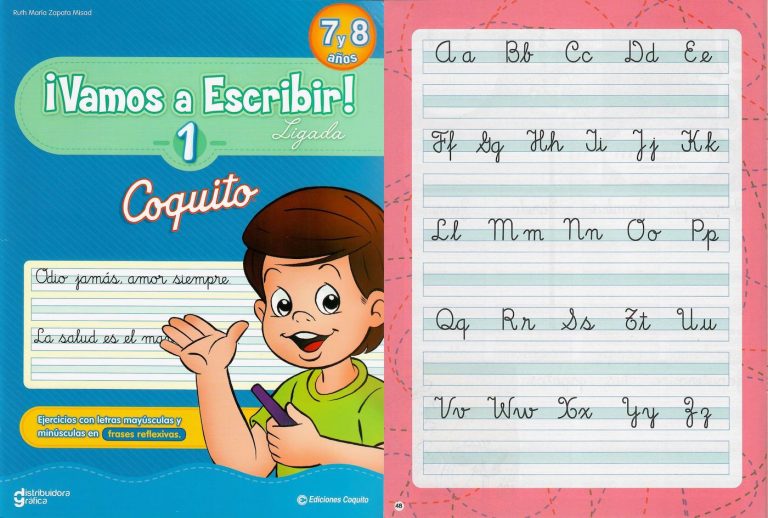 Ruth María Zapata Misad
7 y 8
años
¡Vamos a Escribir!
1
Ligada
Coquito
Odio jamás, amor siempre.
La salud es el ma
Ejercicios con letras mayúsculas y
minúsculas en frases reflexivas.
distribuidora
gráfica
Ediciones Coquito
Aa Bb Cc Dd Ee
Ff Gg Hh Ii Jj Kk
Ll Mm Nn Oo Pp
Qq Rr Ss Tt Uu
Vv Ww Xx Yy Zz
48